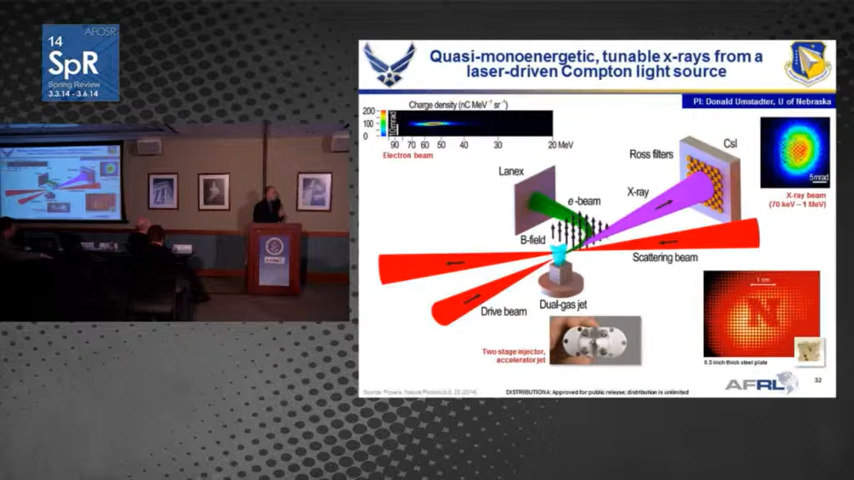 AFOSR
14
SpR
Spring Review
3.3.14 - 3.6.14
Quasi-monoenergetic, tunable x-rays from a
laser-driven Compton light source
PI: Donald Umstadter, U of Nebraska
Charge density (nC MeV⁻¹ sr⁻¹)
200
100
0
90 70 60 50 40 30 20 MeV
Electron beam
Ross filters
CsI
Lanex
e-beam
X-ray
5 mrad
X-ray beam
(70 keV – 1 MeV)
B-field
Scattering beam
Drive beam
Dual-gas jet
1 cm
N
Two stage injector,
accelerator jet
0.5 inch thick steel plate
DISTRIBUTION A: Approved for public release; distribution is unlimited
AFRL
32